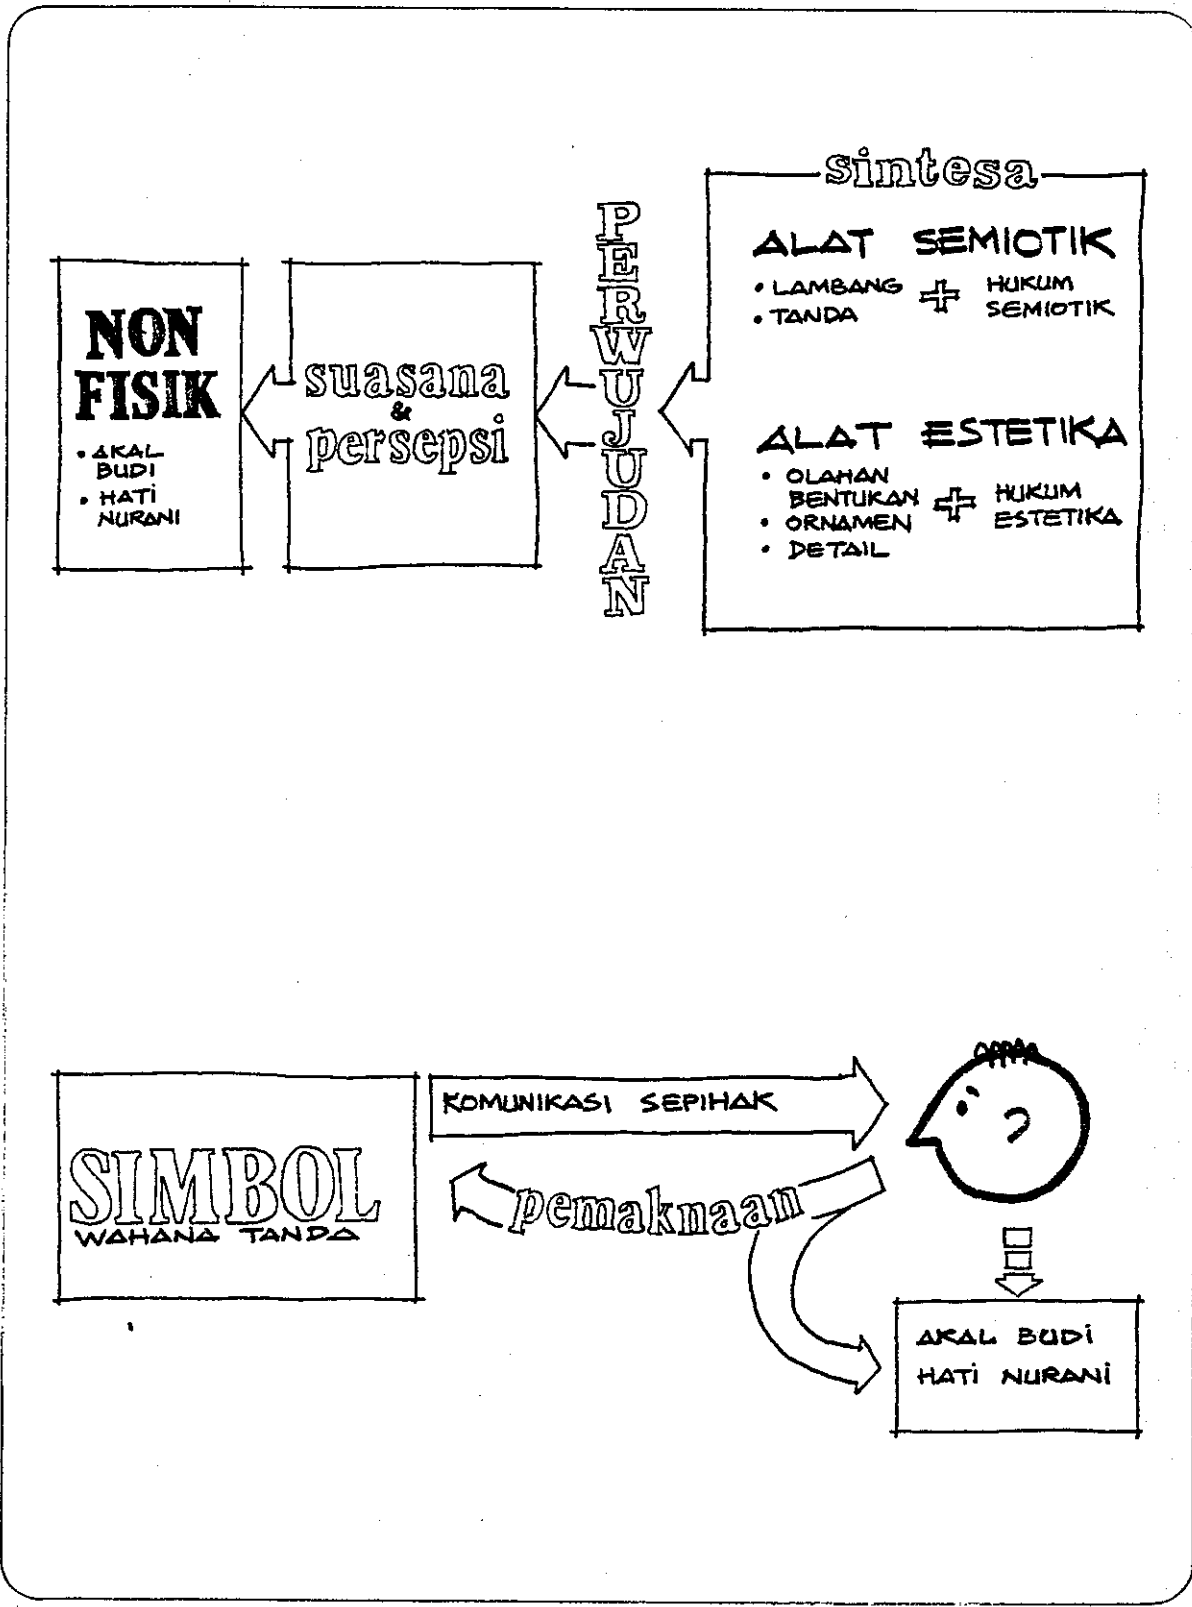 NON
FISIK
• AKAL
BUDI
• HATI
NURANI
suasana
&
persepsi
PERWUJUDAN
sintesa
ALAT SEMIOTIK
• LAMBANG + HUKUM
• TANDA SEMIOTIK
ALAT ESTETIKA
• OLAHAN
BENTUKAN + HUKUM
• ORNAMEN ESTETIKA
• DETAIL
SIMBOL
WAHANA TANDA
KOMUNIKASI SEPIHAK
pemaknaan
AKAL BUDI
HATI NURANI